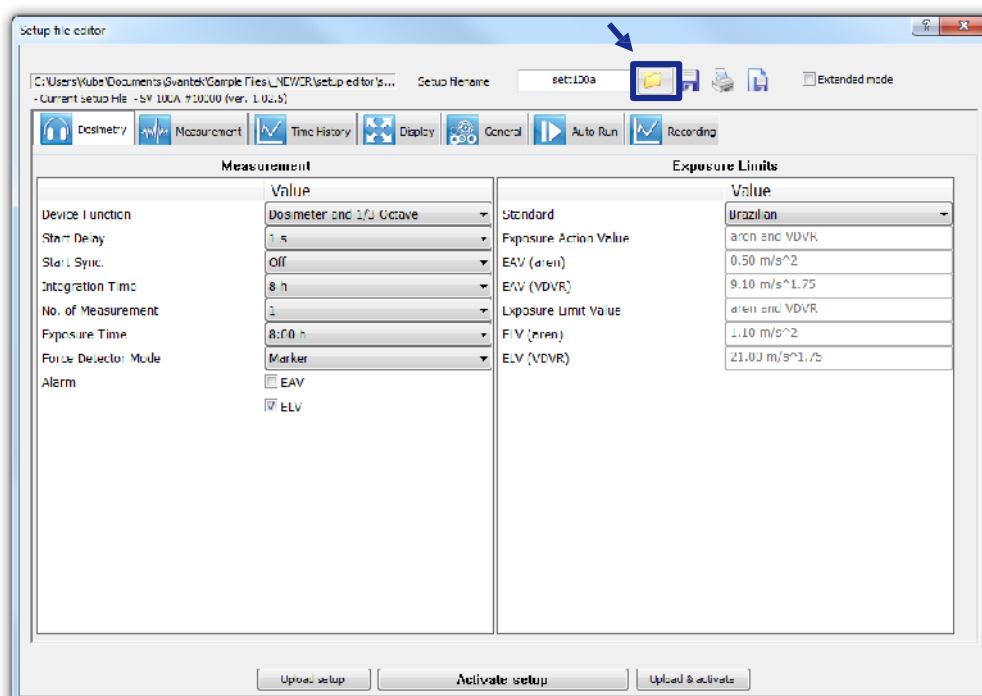 Setup file editor
C:\Users\Kuba\Documents\Svantek\Sample Files\_NEWER\setup editor\s...
Setup filename
sett100a
Extended mode
- Current Setup File - SV 100A #10000 (ver. 1.02.5)
Dosimetry
Measurement
Time History
Display
General
Auto Run
Recording
Measurement
Value
Device Function
Dosimeter and 1/3 Octave
Start Delay
1 s
Start Sync.
Off
Integration Time
8 h
No. of Measurement
1
Exposure Time
8:00 h
Force Detector Mode
Marker
Alarm
EAV
ELV
Exposure Limits
Value
Standard
Brazilian
Exposure Action Value
aren and VDVR
EAV (aren)
0.50 m/s^2
EAV (VDVR)
9.10 m/s^1.75
Exposure Limit Value
aren and VDVR
ELV (aren)
1.10 m/s^2
ELV (VDVR)
21.00 m/s^1.75
Upload setup
Activate setup
Upload & activate